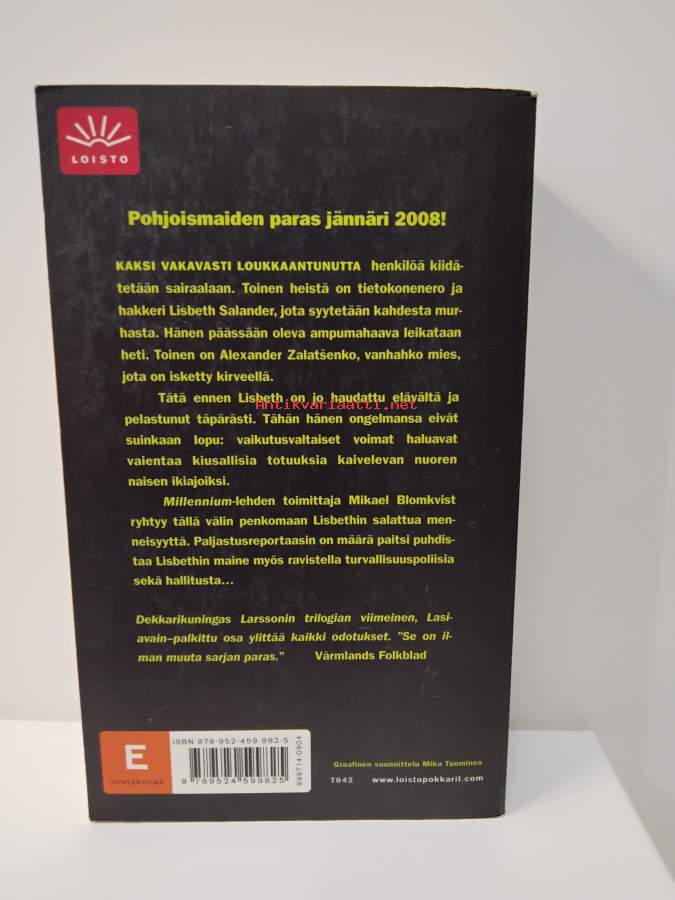 LOISTO
Pohjoismaiden paras jännäri 2008!
KAKSI VAKAVASTI LOUKKAANTUNUTTA henkilöä kiidä-
tetään sairaalaan. Toinen heistä on tietokonenero ja
hakkeri Lisbeth Salander, jota syytetään kahdesta mur-
hasta. Hänen päässään oleva ampumahaava leikataan
heti. Toinen on Alexander Zalatšenko, vanhahko mies,
jota on isketty kirveellä.
Tätä ennen Lisbeth on jo haudattu elävältä ja
Antikvariaatti.net
pelastunut täpärästi. Tähän hänen ongelmansa eivät
suinkaan lopu: vaikutusvaltaiset voimat haluavat
vaientaa kiusallisia totuuksia kaivelevan nuoren
naisen ikiajoiksi.
Millennium-lehden toimittaja Mikael Blomkvist
ryhtyy tällä välin penkomaan Lisbethin salattua men-
neisyyttä. Paljastusreportaasin on määrä paitsi puhdis-
taa Lisbethin maine myös ravistella turvallisuuspoliisia
sekä hallitusta...
Dekkarikuningas Larssonin trilogian viimeinen, Lasi-
avain–palkittu osa ylittää kaikki odotukset. ”Se on il-
man muuta sarjan paras.” Värmlands Folkblad
E
HINTARYHMÄ
ISBN 978-952-459-982-5
9 789524 599825
999714-0904
Graafinen suunnittelu Mika Tuominen
T842 www.loistopokkarit.com